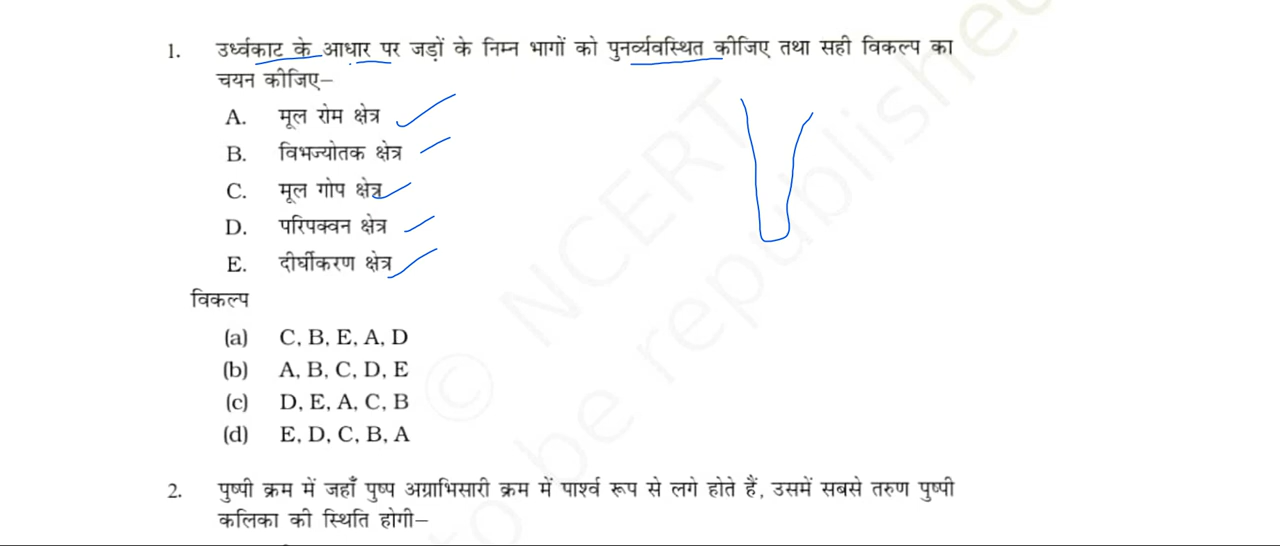 1. उर्ध्वकाट के आधार पर जड़ों के निम्न भागों को पुनर्व्यवस्थित कीजिए तथा सही विकल्प का
चयन कीजिए–
A. मूल रोम क्षेत्र
B. विभज्योतक क्षेत्र
C. मूल गोप क्षेत्र
D. परिपक्वन क्षेत्र
E. दीर्घीकरण क्षेत्र
विकल्प
(a) C, B, E, A, D
(b) A, B, C, D, E
(c) D, E, A, C, B
(d) E, D, C, B, A
2. पुष्पी क्रम में जहाँ पुष्प अग्राभिसारी क्रम में पार्श्व रूप से लगे होते हैं, उसमें सबसे तरुण पुष्पी
कलिका की स्थिति होगी–
© NCERT
to be republished